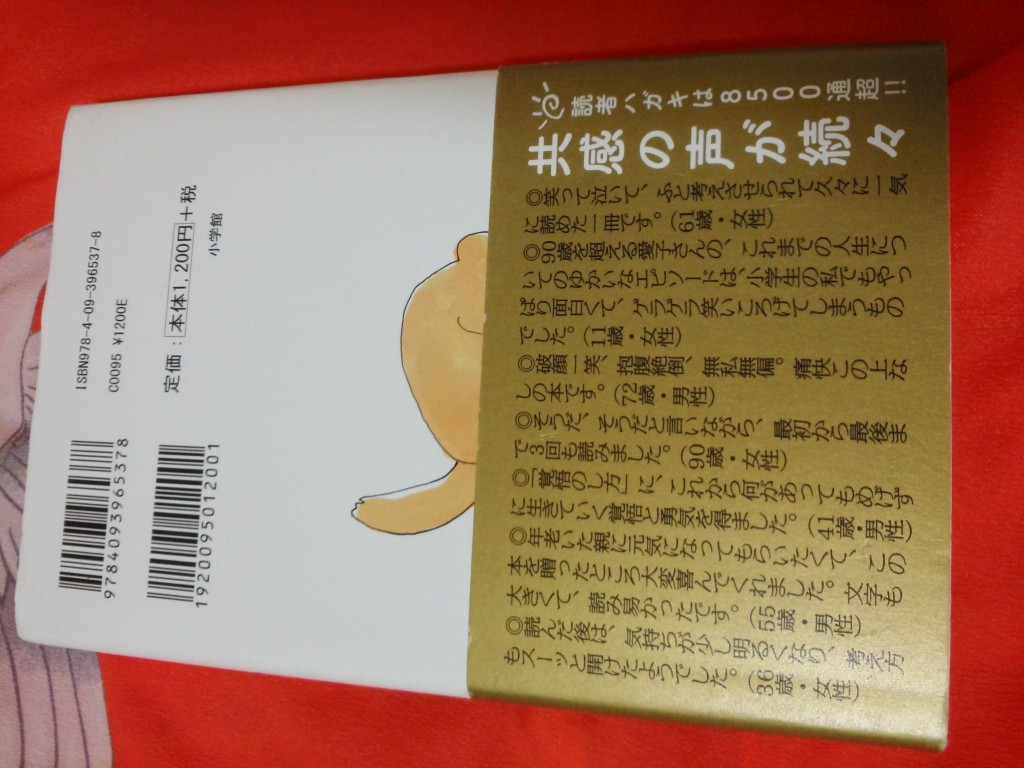 ISBN978-4-09-396537-8
C0095 ¥1200E
定価：本体1,200円＋税
小学館
9784093965378
1920095012001
読者ハガキは8500通超!!
共感の声が続々
◎笑って泣いて、ふと考えさせられて久々に一気
に読めた一冊です。（61歳・女性）
◎90歳を超える愛子さんの、これまでの人生につ
いてのゆかいなエピソードは、小学生の私でもやっ
ぱり面白くて、ゲラゲラ笑いころげてしまうもの
でした。（11歳・女性）
◎破顔一笑、抱腹絶倒、無私無偏。痛快この上な
しの本です。（72歳・男性）
◎そうだ、そうだと言いながら、最初から最後ま
で3回も読みました。（90歳・女性）
◎「覚悟のし方」に、これから何があってもめげず
に生きていく覚悟と勇気を得ました。（41歳・男性）
◎年老いた親に元気になってもらいたくて、この
本を贈ったところ大変喜んでくれました。文字も
大きくて、読み易かったです。（55歳・男性）
◎読んだ後は、気持ちが少し明るくなり、考え方
もスーッと開けたようでした。（36歳・女性）